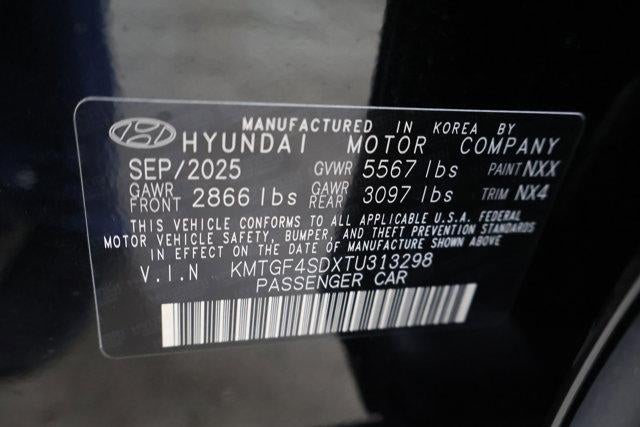 MANUFACTURED IN KOREA BY
HYUNDAI MOTOR COMPANY
SEP/2025 GVWR 5567 lbs PAINT NXX
GAWR FRONT 2866 lbs GAWR REAR 3097 lbs TRIM NX4
THIS VEHICLE CONFORMS TO ALL APPLICABLE U.S.A. FEDERAL
MOTOR VEHICLE SAFETY, BUMPER, AND THEFT PREVENTION STANDARDS
IN EFFECT ON THE DATE OF MANUFACTURE SHOWN ABOVE
V.I.N KMTGF4SDXTU313298
PASSENGER CAR